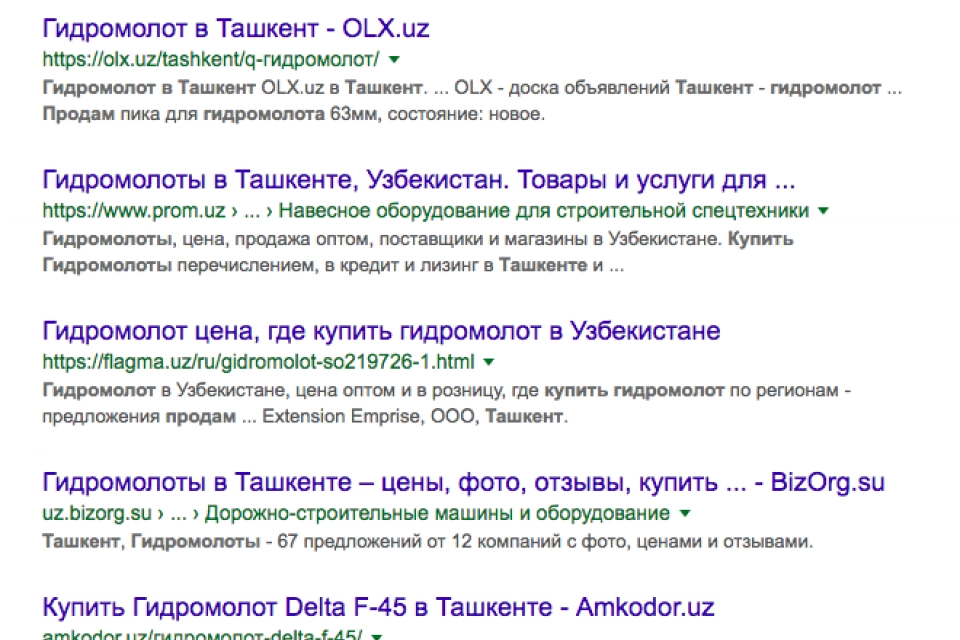 Гидромолот в Ташкент - OLX.uz
https://olx.uz/tashkent/q-гидромолот/
Гидромолот в Ташкент OLX.uz в Ташкент. ... OLX - доска объявлений Ташкент - гидромолот ...
Продам пика для гидромолота 63мм, состояние: новое.
Гидромолоты в Ташкенте, Узбекистан. Товары и услуги для ...
https://www.prom.uz › ... › Навесное оборудование для строительной спецтехники
Гидромолоты, цена, продажа оптом, поставщики и магазины в Узбекистане. Купить
Гидромолоты перечислением, в кредит и лизинг в Ташкенте и ...
Гидромолот цена, где купить гидромолот в Узбекистане
https://flagma.uz/ru/gidromolot-so219726-1.html
Гидромолот в Узбекистане, цена оптом и в розницу, где купить гидромолот по регионам -
предложения продам ... Extension Emprise, ООО, Ташкент.
Гидромолоты в Ташкенте – цены, фото, отзывы, купить ... - BizOrg.su
uz.bizorg.su › ... › Дорожно-строительные машины и оборудование
Ташкент, Гидромолоты - 67 предложений от 12 компаний с фото, ценами и отзывами.
Купить Гидромолот Delta F-45 в Ташкенте - Amkodor.uz
amkodor.uz/гидромолот-delta-f-45/